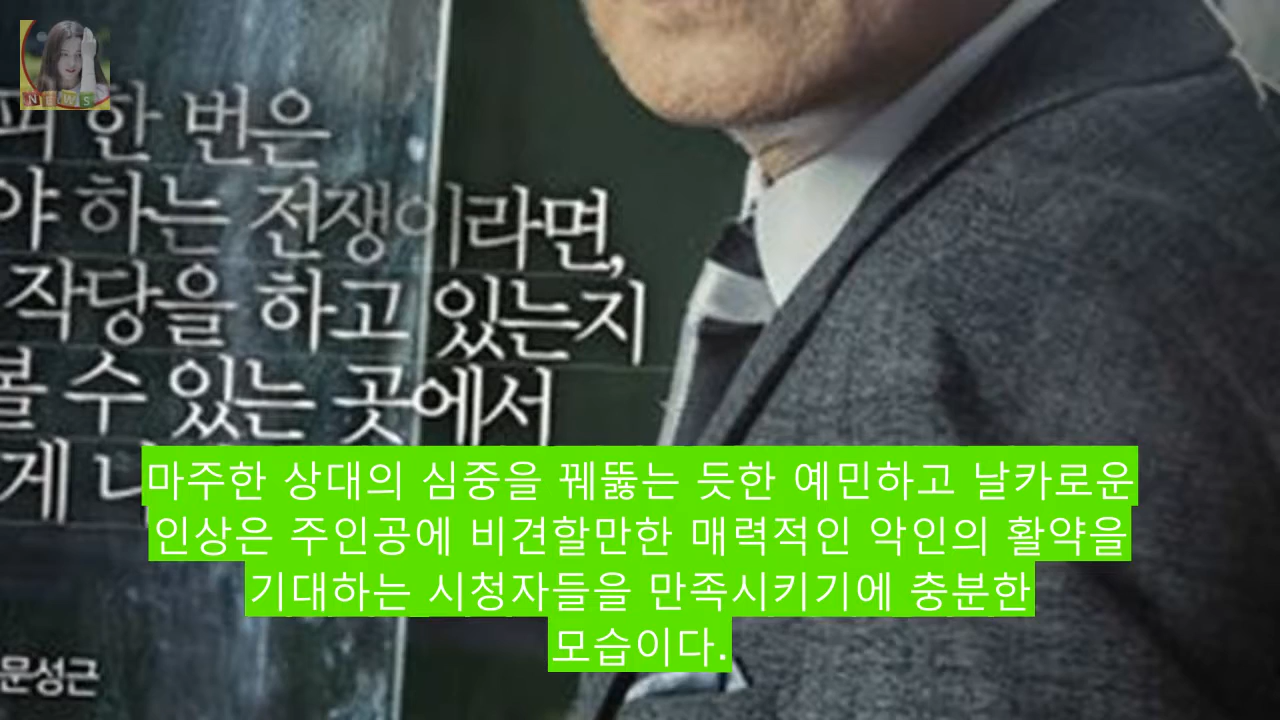 NEWS
한 번은
야 하는 전쟁이라면,
작당을 하고 있는지
볼 수 있는 곳에서
게
마주한 상대의 심중을 꿰뚫는 듯한 예민하고 날카로운
인상은 주인공에 비견할만한 매력적인 악인의 활약을
기대하는 시청자들을 만족시키기에 충분한
모습이다.
문성근